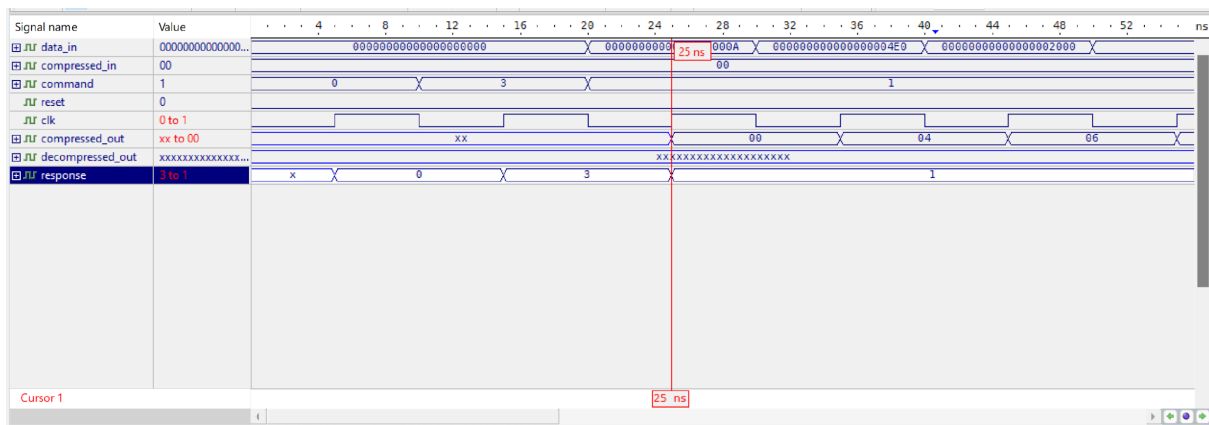 Signal name Value 4 8 12 16 20 24 28 32 36 40 44 48 52 ns
data_in 00000000000000... 00000000000000000000 0000000000 000A 000000000000000004E0 00000000000000002000
25 ns
compressed_in 00 00
command 1 0 3 1
reset 0
clk 0 to 1
compressed_out xx to 00 xx 00 04 06
decompressed_out xxxxxxxxxxxxxx... xxxxxxxxxxxxxxxxxxxx
response 3 to 1 x 0 3 1
Cursor 1 25 ns